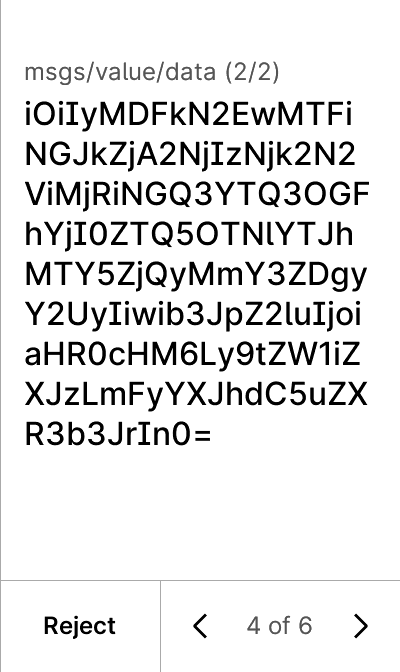 msgs/value/data (2/2)
iOiIyMDFkN2EwMTFi
NGJkZjA2NjIzNjk2N2
ViMjRiNGQ3YTQ3OGF
hYjI0ZTQ5OTNlYTJh
MTY5ZjQyMmY3ZDgy
Y2UyIiwib3JpZ2luIjoi
aHR0cHM6Ly9tZW1iZ
XJzLmFyYXJhdC5uZX
R3b3JrIn0=
Reject
4 of 6